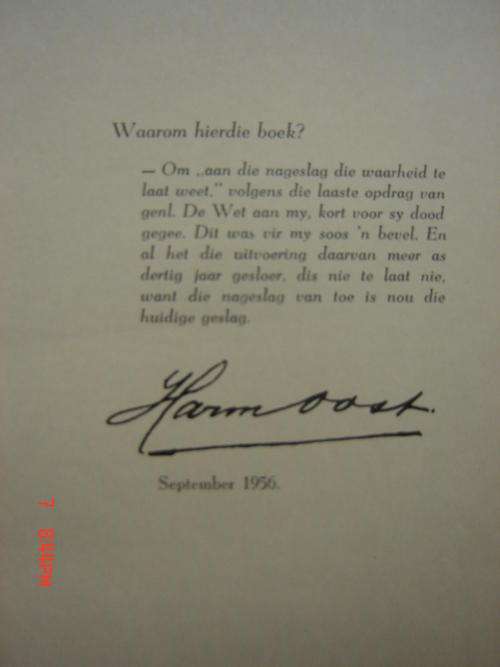 Waarom hierdie boek?
— Om „aan die nageslag die waarheid te
laat weet," volgens die laaste opdrag van
genl. De Wet aan my, kort voor sy dood
gegee. Dit was vir my soos 'n bevel. En
al het die uitvoering daarvan meer as
dertig jaar gesloer, dis nie te laat nie,
want die nageslag van toe is nou die
huidige geslag.
Harm Oost.
September 1956.